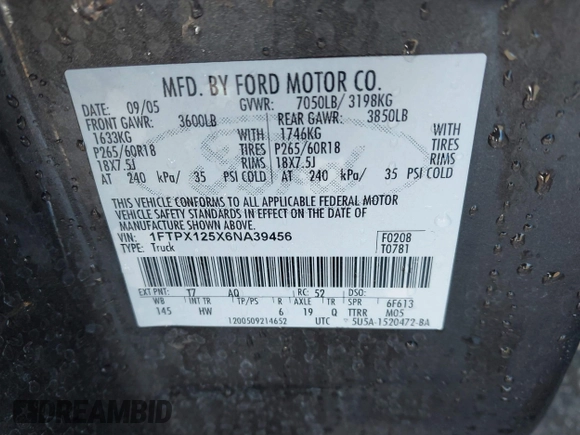 MFD. BY FORD MOTOR CO.
DATE: 09/05 GVWR: 7050LB/ 3198KG
FRONT GAWR: 3600LB REAR GAWR: 3850LB
1633KG WITH 1746KG WITH
P265/60R18 TIRES P265/60R18 TIRES
18X7.5J RIMS 18X7.5J RIMS
AT 240 kPa/ 35 PSI COLD AT 240 kPa/ 35 PSI COLD
Ford
THIS VEHICLE CONFORMS TO ALL APPLICABLE FEDERAL MOTOR
VEHICLE SAFETY STANDARDS IN EFFECT ON THE DATE OF
MANUFACTURE SHOWN ABOVE.
VIN: 1FTPX125X6NA39456 F0208
TYPE: Truck T0781
EXT PNT: T7 AQ RC: 52 DSO:
WB INT TR TP/PS R AXLE TR SPR 6F613
145 HW 6 19 Q TTRR M05
1200509214652 UTC 5U5A-1520472-BA
DREAMBID